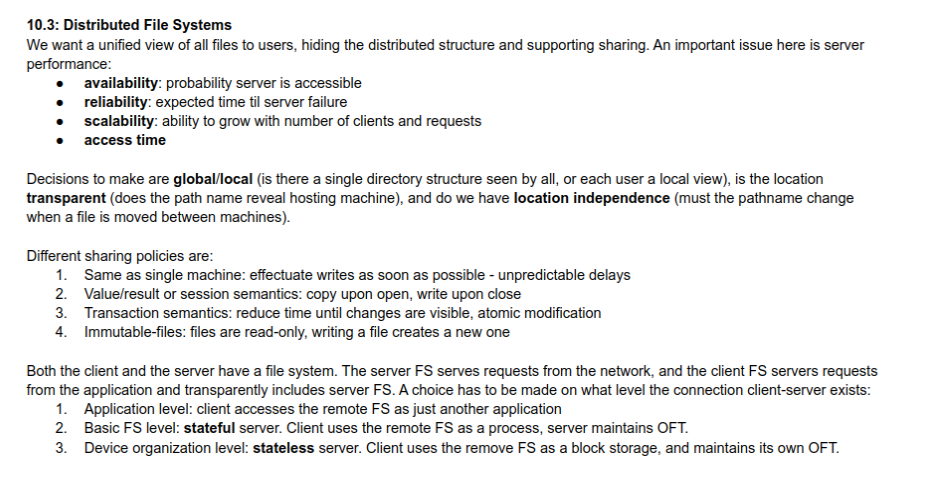 10.3: Distributed File Systems
We want a unified view of all files to users, hiding the distributed structure and supporting sharing. An important issue here is server
performance:
● availability: probability server is accessible
● reliability: expected time til server failure
● scalability: ability to grow with number of clients and requests
● access time
Decisions to make are global/local (is there a single directory structure seen by all, or each user a local view), is the location
transparent (does the path name reveal hosting machine), and do we have location independence (must the pathname change
when a file is moved between machines).
Different sharing policies are:
1. Same as single machine: effectuate writes as soon as possible - unpredictable delays
2. Value/result or session semantics: copy upon open, write upon close
3. Transaction semantics: reduce time until changes are visible, atomic modification
4. Immutable-files: files are read-only, writing a file creates a new one
Both the client and the server have a file system. The server FS serves requests from the network, and the client FS servers requests
from the application and transparently includes server FS. A choice has to be made on what level the connection client-server exists:
1. Application level: client accesses the remote FS as just another application
2. Basic FS level: stateful server. Client uses the remote FS as a process, server maintains OFT.
3. Device organization level: stateless server. Client uses the remove FS as a block storage, and maintains its own OFT.